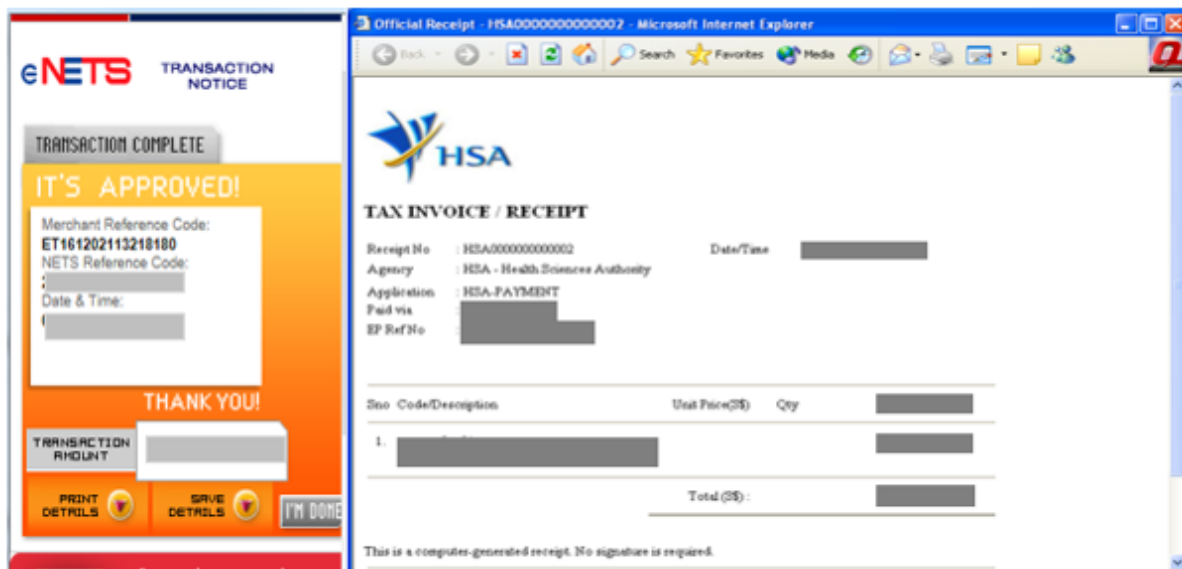 eNETS
TRANSACTION
NOTICE
TRANSACTION COMPLETE
IT'S APPROVED!
Merchant Reference Code:
ET161202113218180
NETS Reference Code:
Date & Time:
THANK YOU!
TRANSACTION
AMOUNT
PRINT
DETAILS
SAVE
DETAILS
I'M DONE
Official Receipt - HSA0000000000002 - Microsoft Internet Explorer
Back
Search
Favorites
Media
HSA
TAX INVOICE / RECEIPT
Receipt No : HSA0000000000002 Date/Time
Agency : HSA - Health Sciences Authority
Application : HSA-PAYMENT
Paid via :
EP Ref No :
Sno Code/Description Unit Price(S$) Qty
1.
Total (S$) :
This is a computer-generated receipt. No signature is required.